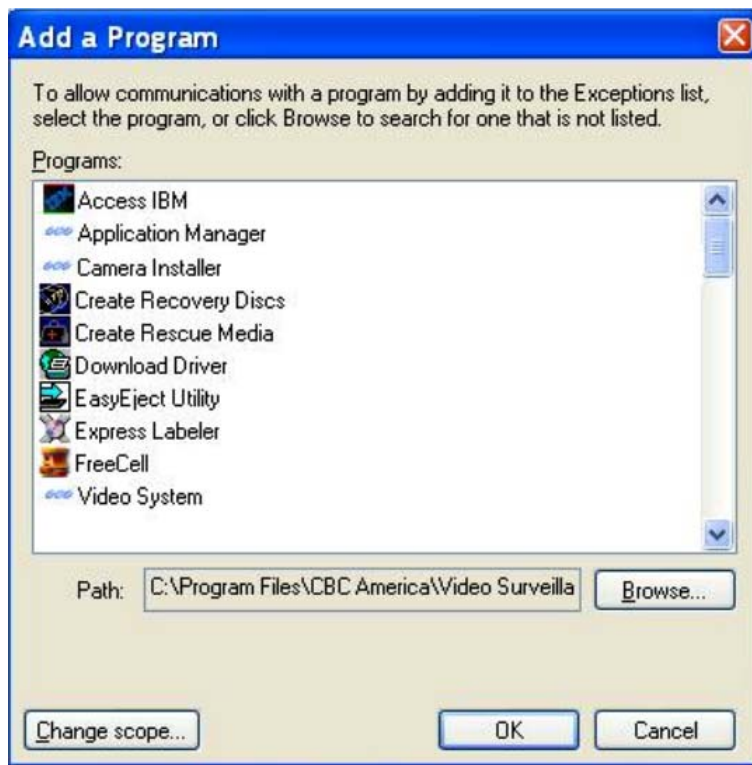 Add a Program
To allow communications with a program by adding it to the Exceptions list,
select the program, or click Browse to search for one that is not listed.
Programs:
Access IBM
Application Manager
Camera Installer
Create Recovery Discs
Create Rescue Media
Download Driver
EasyEject Utility
Express Labeler
FreeCell
Video System
Path: C:\Program Files\CBC America\Video Surveilla Browse...
Change scope... OK Cancel